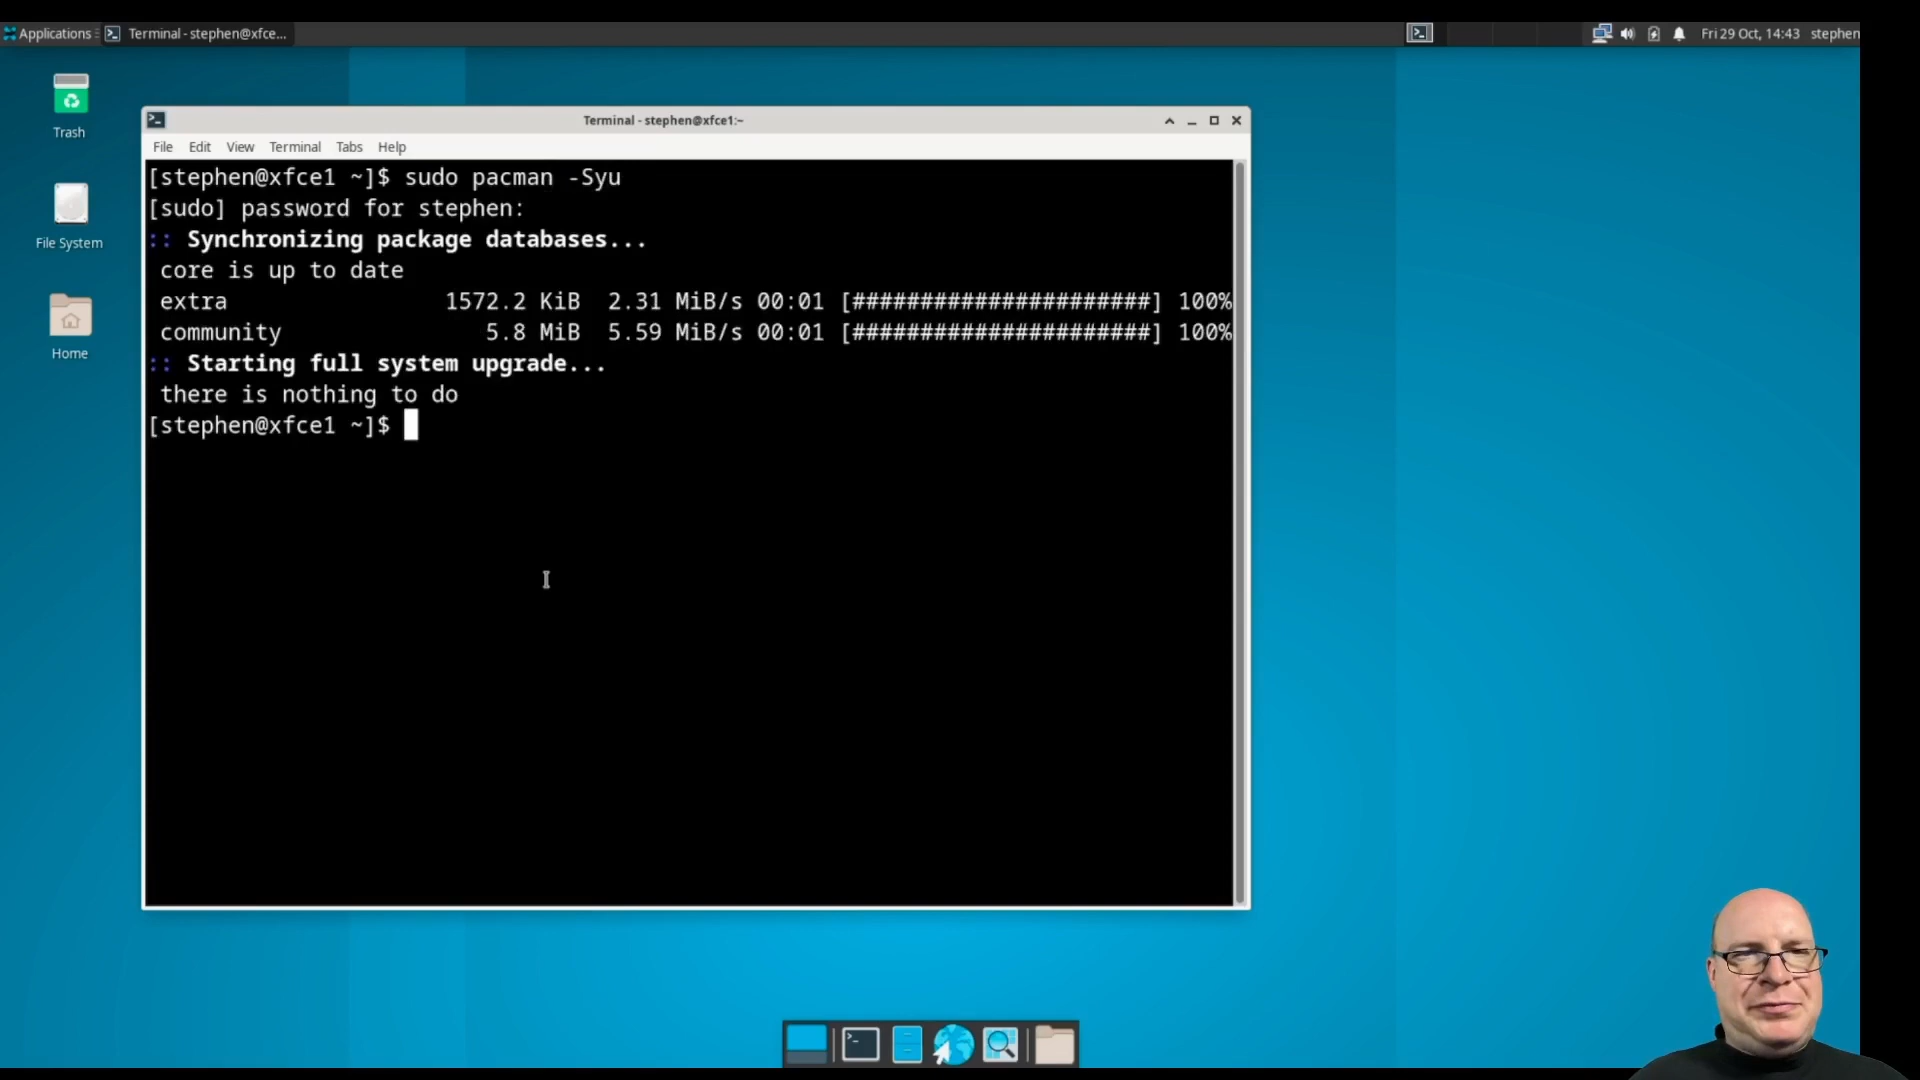 Applications
Terminal - stephen@xfce...
Fri 29 Oct, 14:43 stephen
Trash
File System
Home
Terminal - stephen@xfce1:~
File Edit View Terminal Tabs Help
[stephen@xfce1 ~]$ sudo pacman -Syu
[sudo] password for stephen:
:: Synchronizing package databases...
core is up to date
extra 1572.2 KiB 2.31 MiB/s 00:01 [######################] 100%
community 5.8 MiB 5.59 MiB/s 00:01 [######################] 100%
:: Starting full system upgrade...
there is nothing to do
[stephen@xfce1 ~]$